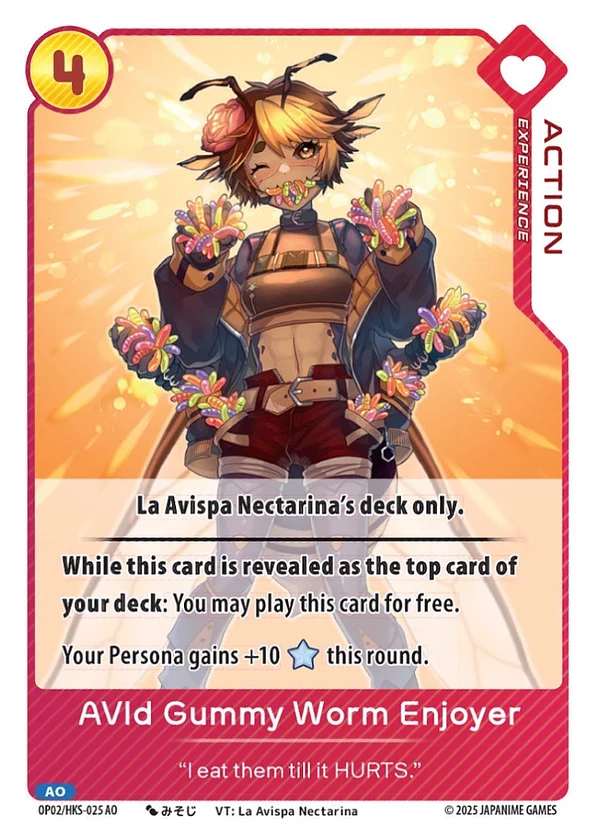 4
ACTION
EXPERIENCE
La Avispa Nectarina's deck only.
While this card is revealed as the top card of
your deck: You may play this card for free.
Your Persona gains +10 this round.
AVId Gummy Worm Enjoyer
“I eat them till it HURTS.”
AO
OP02/HKS-025 AO みそじ VT: La Avispa Nectarina © 2025 JAPANIME GAMES